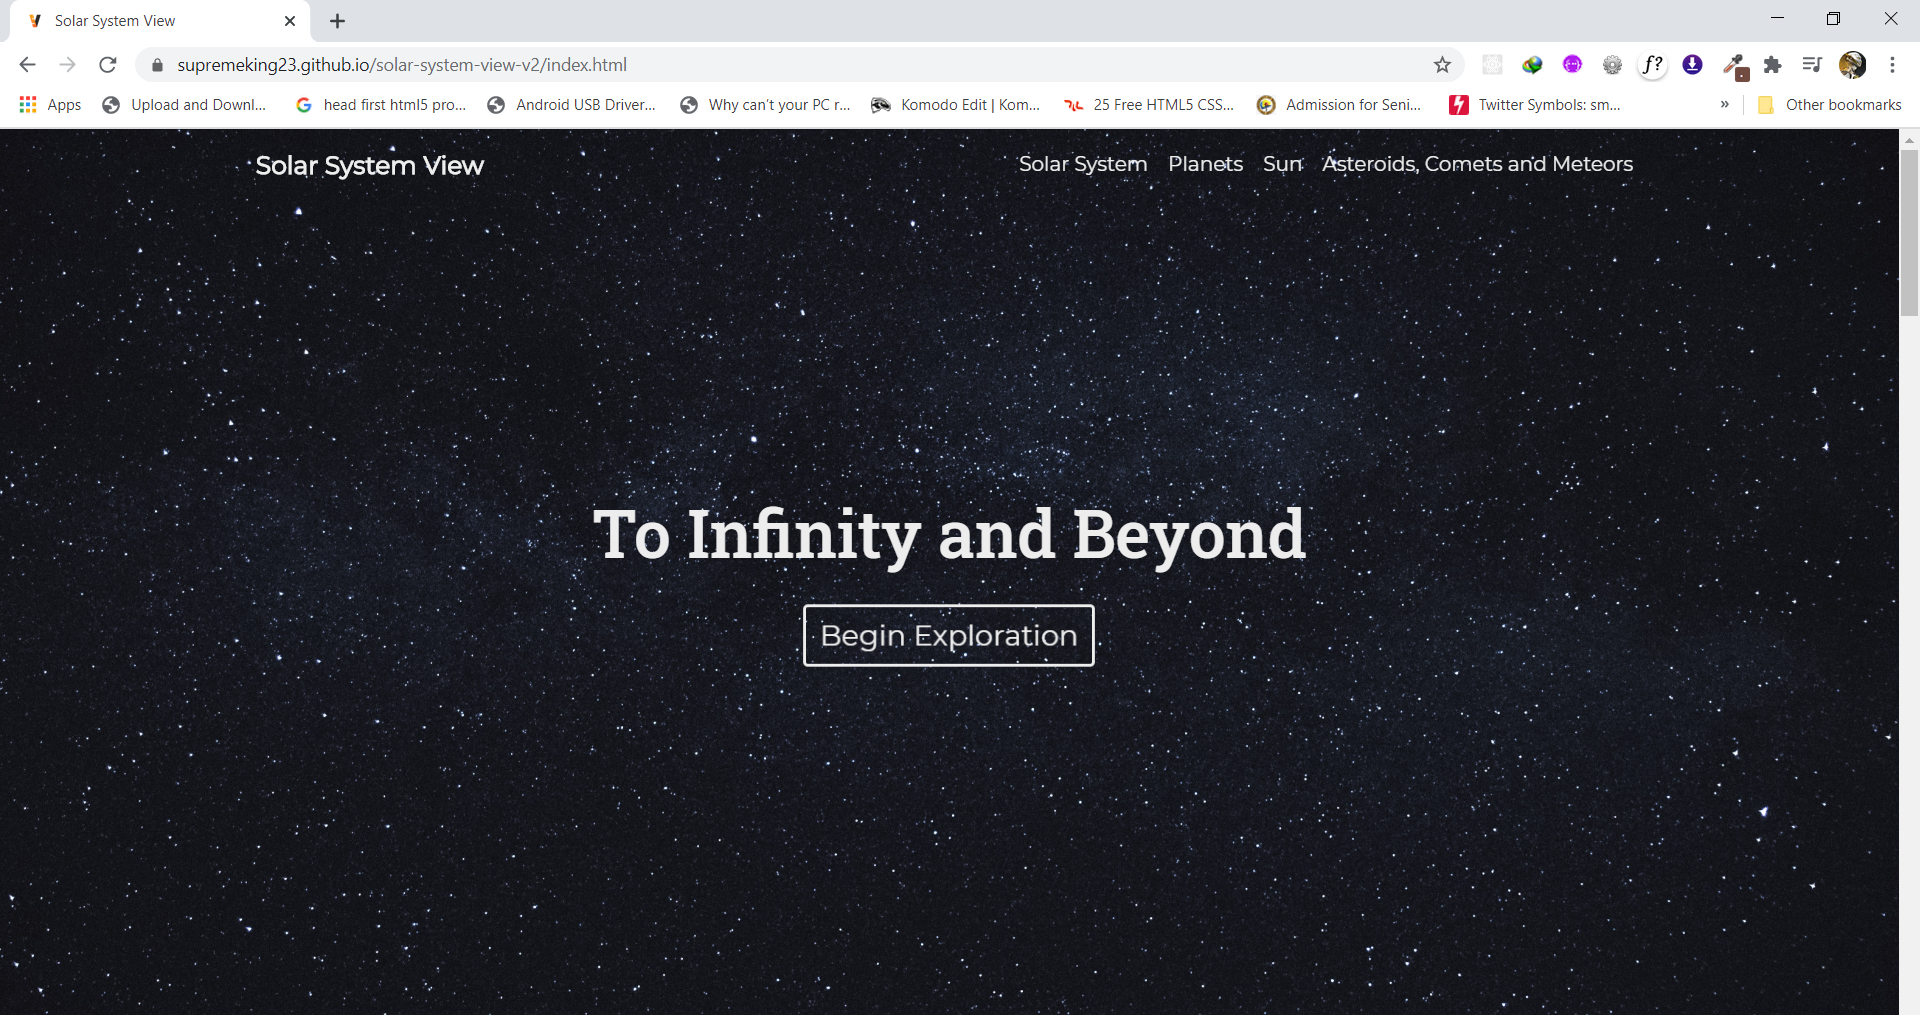 Solar System View
supremeking23.github.io/solar-system-view-v2/index.html
f?
Apps Upload and Downl... head first html5 pro... Android USB Driver... Why can't your PC r... Komodo Edit | Kom... 25 Free HTML5 CSS... Admission for Seni... Twitter Symbols: sm... » Other bookmarks
Solar System View Solar System Planets Sun Asteroids, Comets and Meteors
To Infinity and Beyond
Begin Exploration